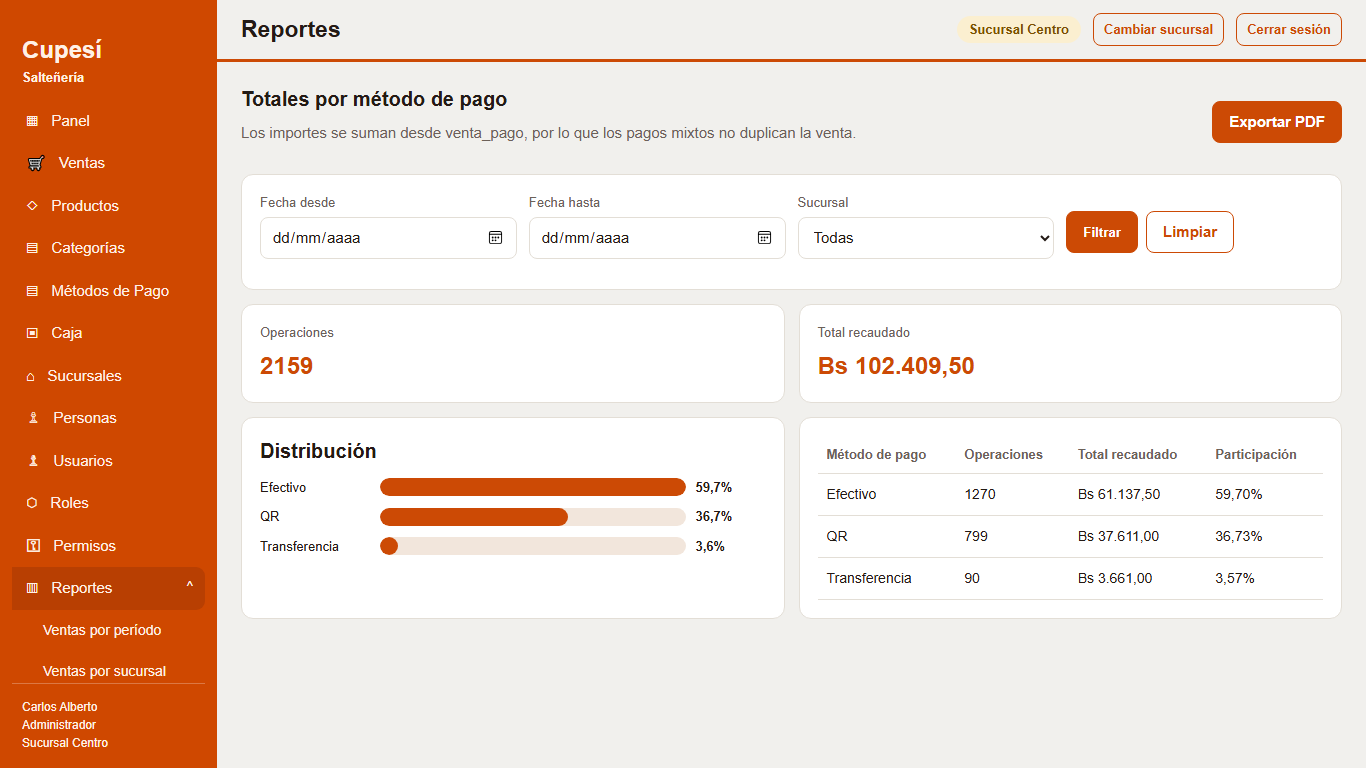 Cupesí
Salteñería
Panel
Ventas
Productos
Categorías
Métodos de Pago
Caja
Sucursales
Personas
Usuarios
Roles
Permisos
Reportes ^
Ventas por período
Ventas por sucursal
Carlos Alberto
Administrador
Sucursal Centro
Reportes
Sucursal Centro
Cambiar sucursal
Cerrar sesión
Totales por método de pago
Los importes se suman desde venta_pago, por lo que los pagos mixtos no duplican la venta.
Exportar PDF
Fecha desde
dd/mm/aaaa
Fecha hasta
dd/mm/aaaa
Sucursal
Todas
Filtrar
Limpiar
Operaciones
2159
Total recaudado
Bs 102.409,50
Distribución
Efectivo 59,7%
QR 36,7%
Transferencia 3,6%
Método de pago Operaciones Total recaudado Participación
Efectivo 1270 Bs 61.137,50 59,70%
QR 799 Bs 37.611,00 36,73%
Transferencia 90 Bs 3.661,00 3,57%